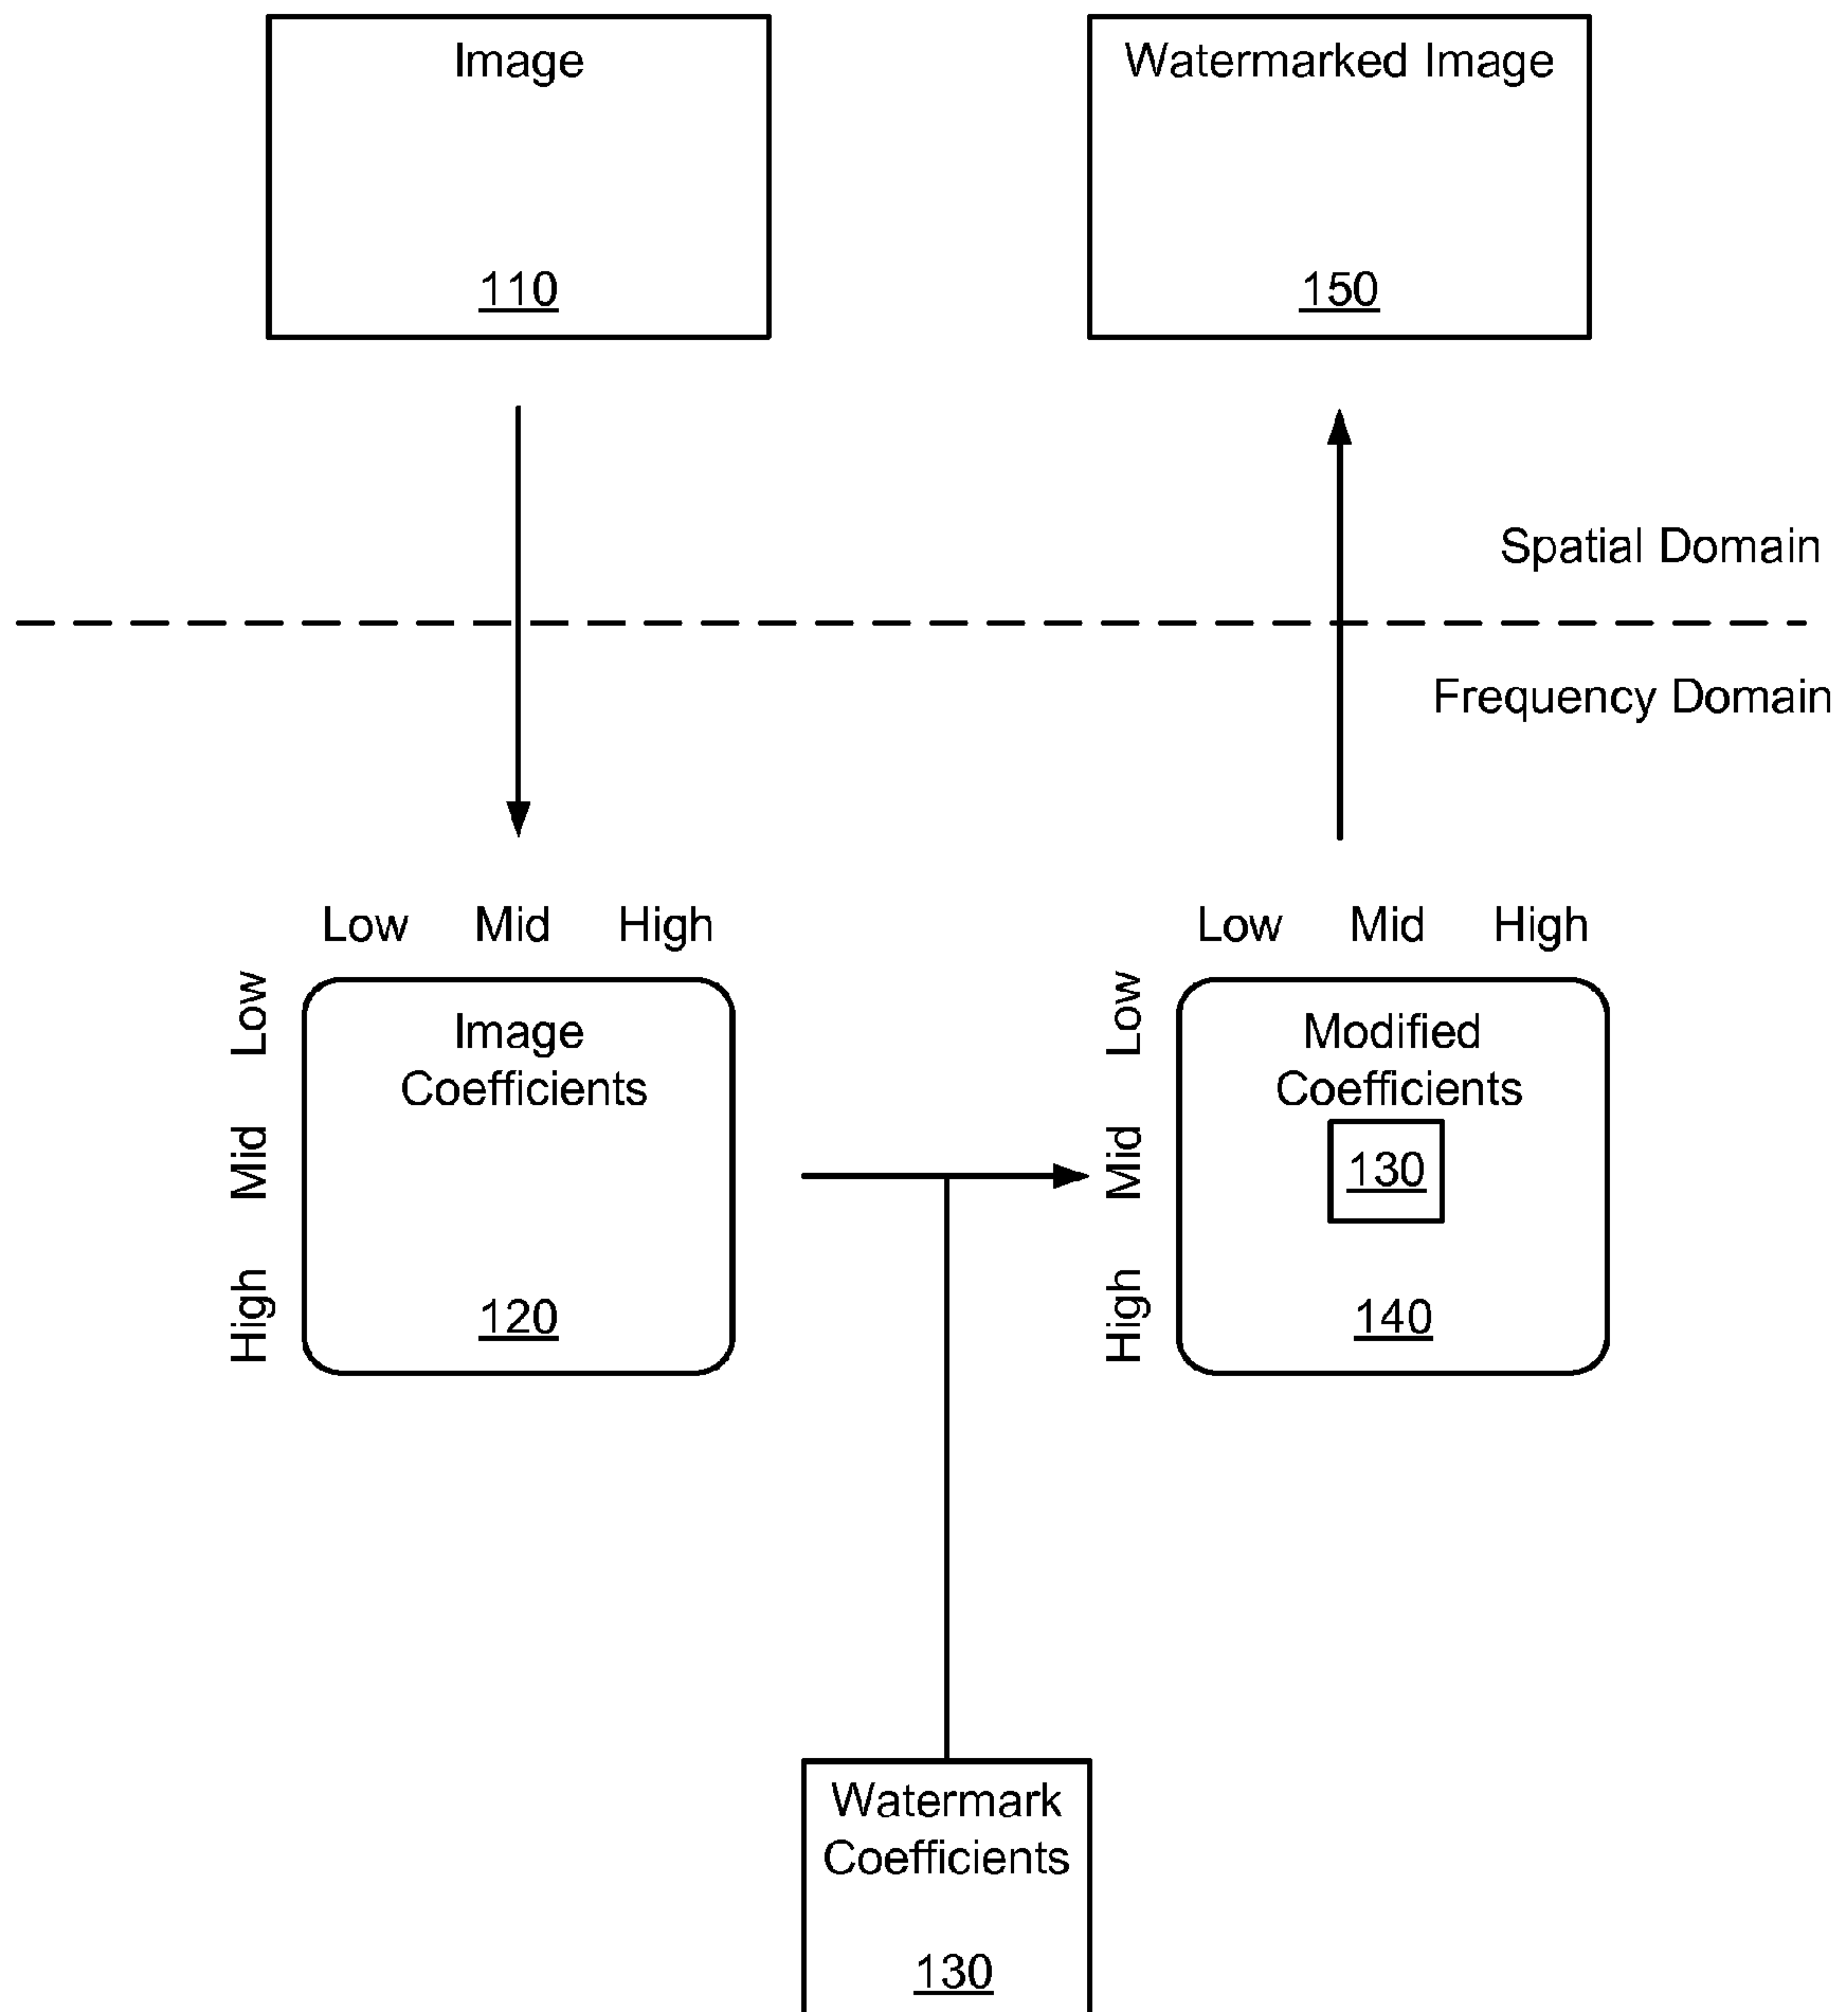 Image
110
Watermarked Image
150
Spatial Domain
Frequency Domain
Low Mid High
Low
Mid
High
Image
Coefficients
120
Low Mid High
Low
Mid
High
Modified
Coefficients
130
140
Watermark
Coefficients
130